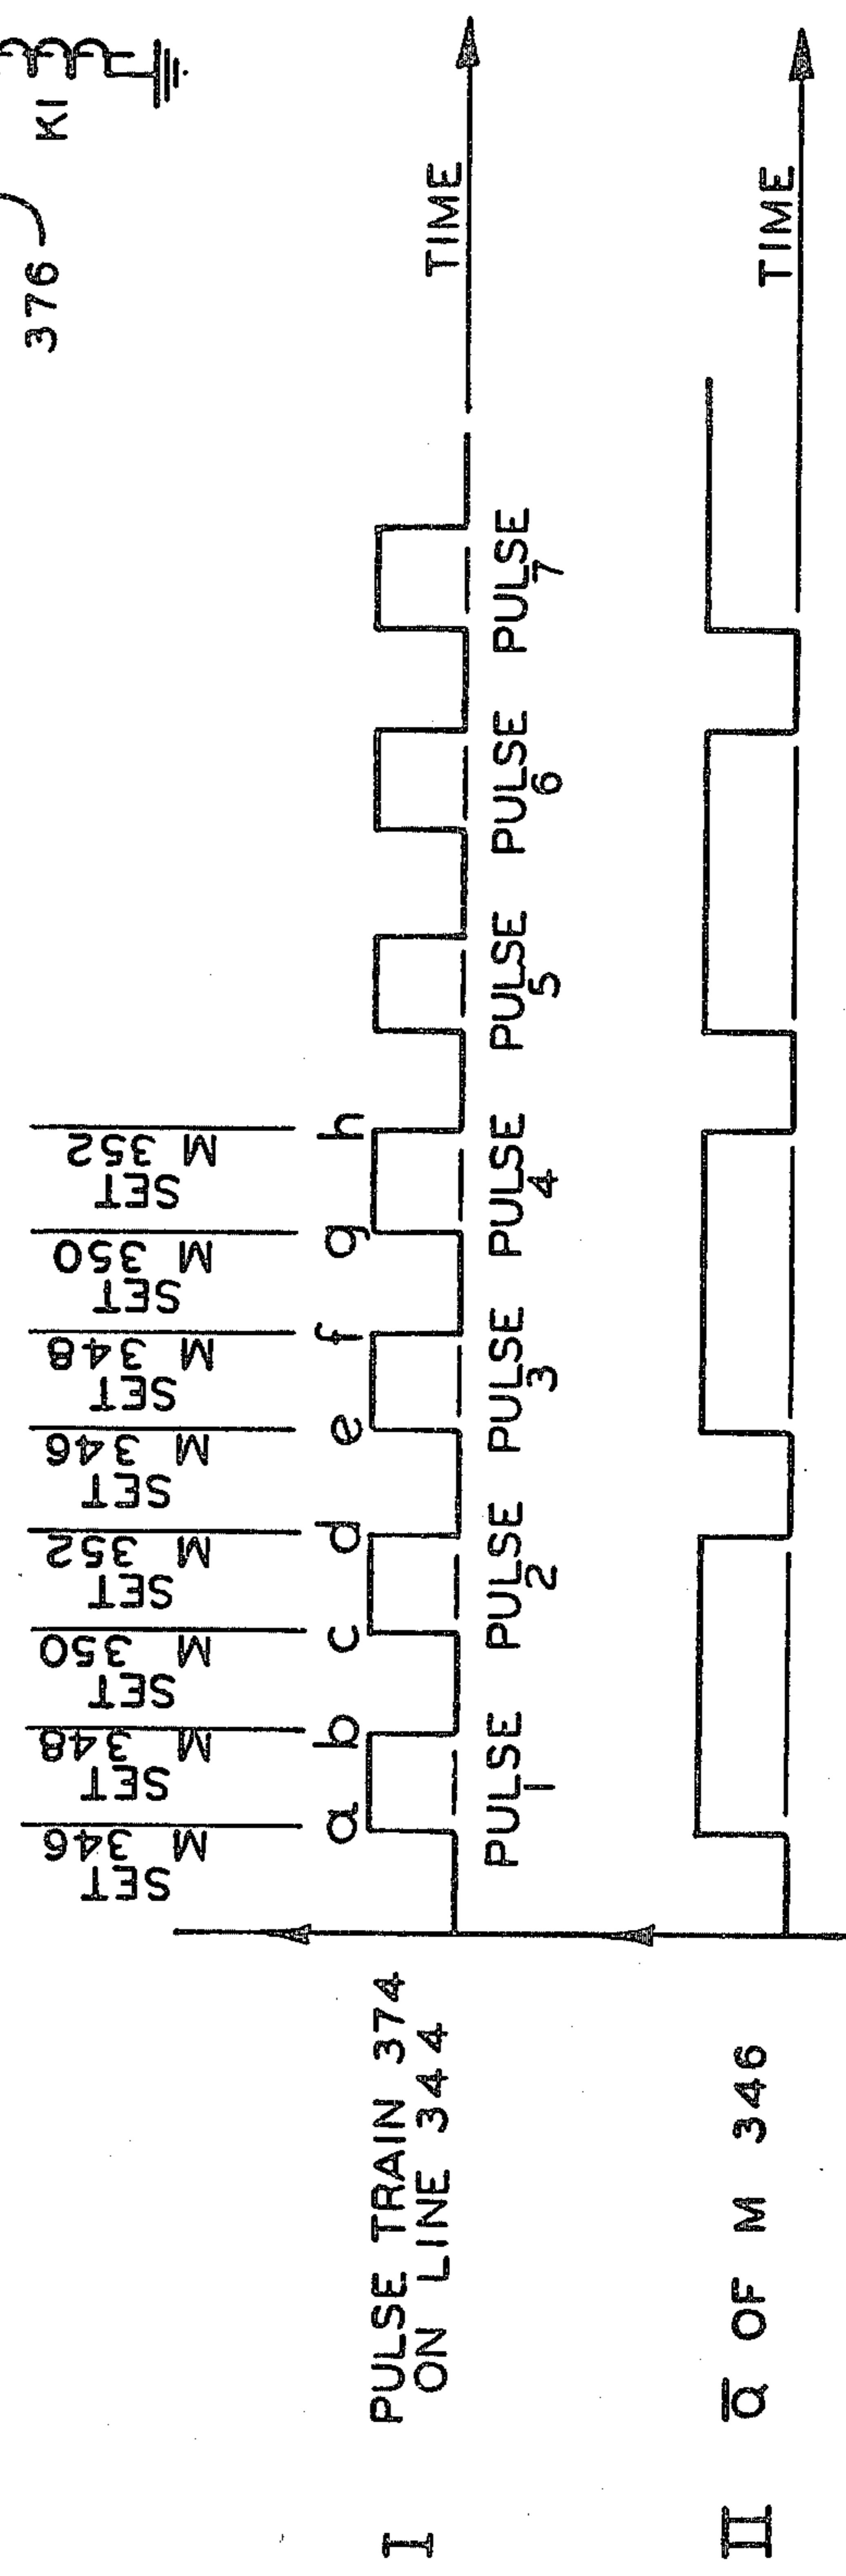 KI
376
SET
M 346
SET
M 348
SET
M 350
SET
M 352
SET
M 346
SET
M 348
SET
M 350
SET
M 352
a b c d e f g h
I PULSE TRAIN 374
ON LINE 344
TIME
PULSE
1
PULSE
2
PULSE
3
PULSE
4
PULSE
5
PULSE
6
PULSE
7
II Q̅ OF M 346
TIME